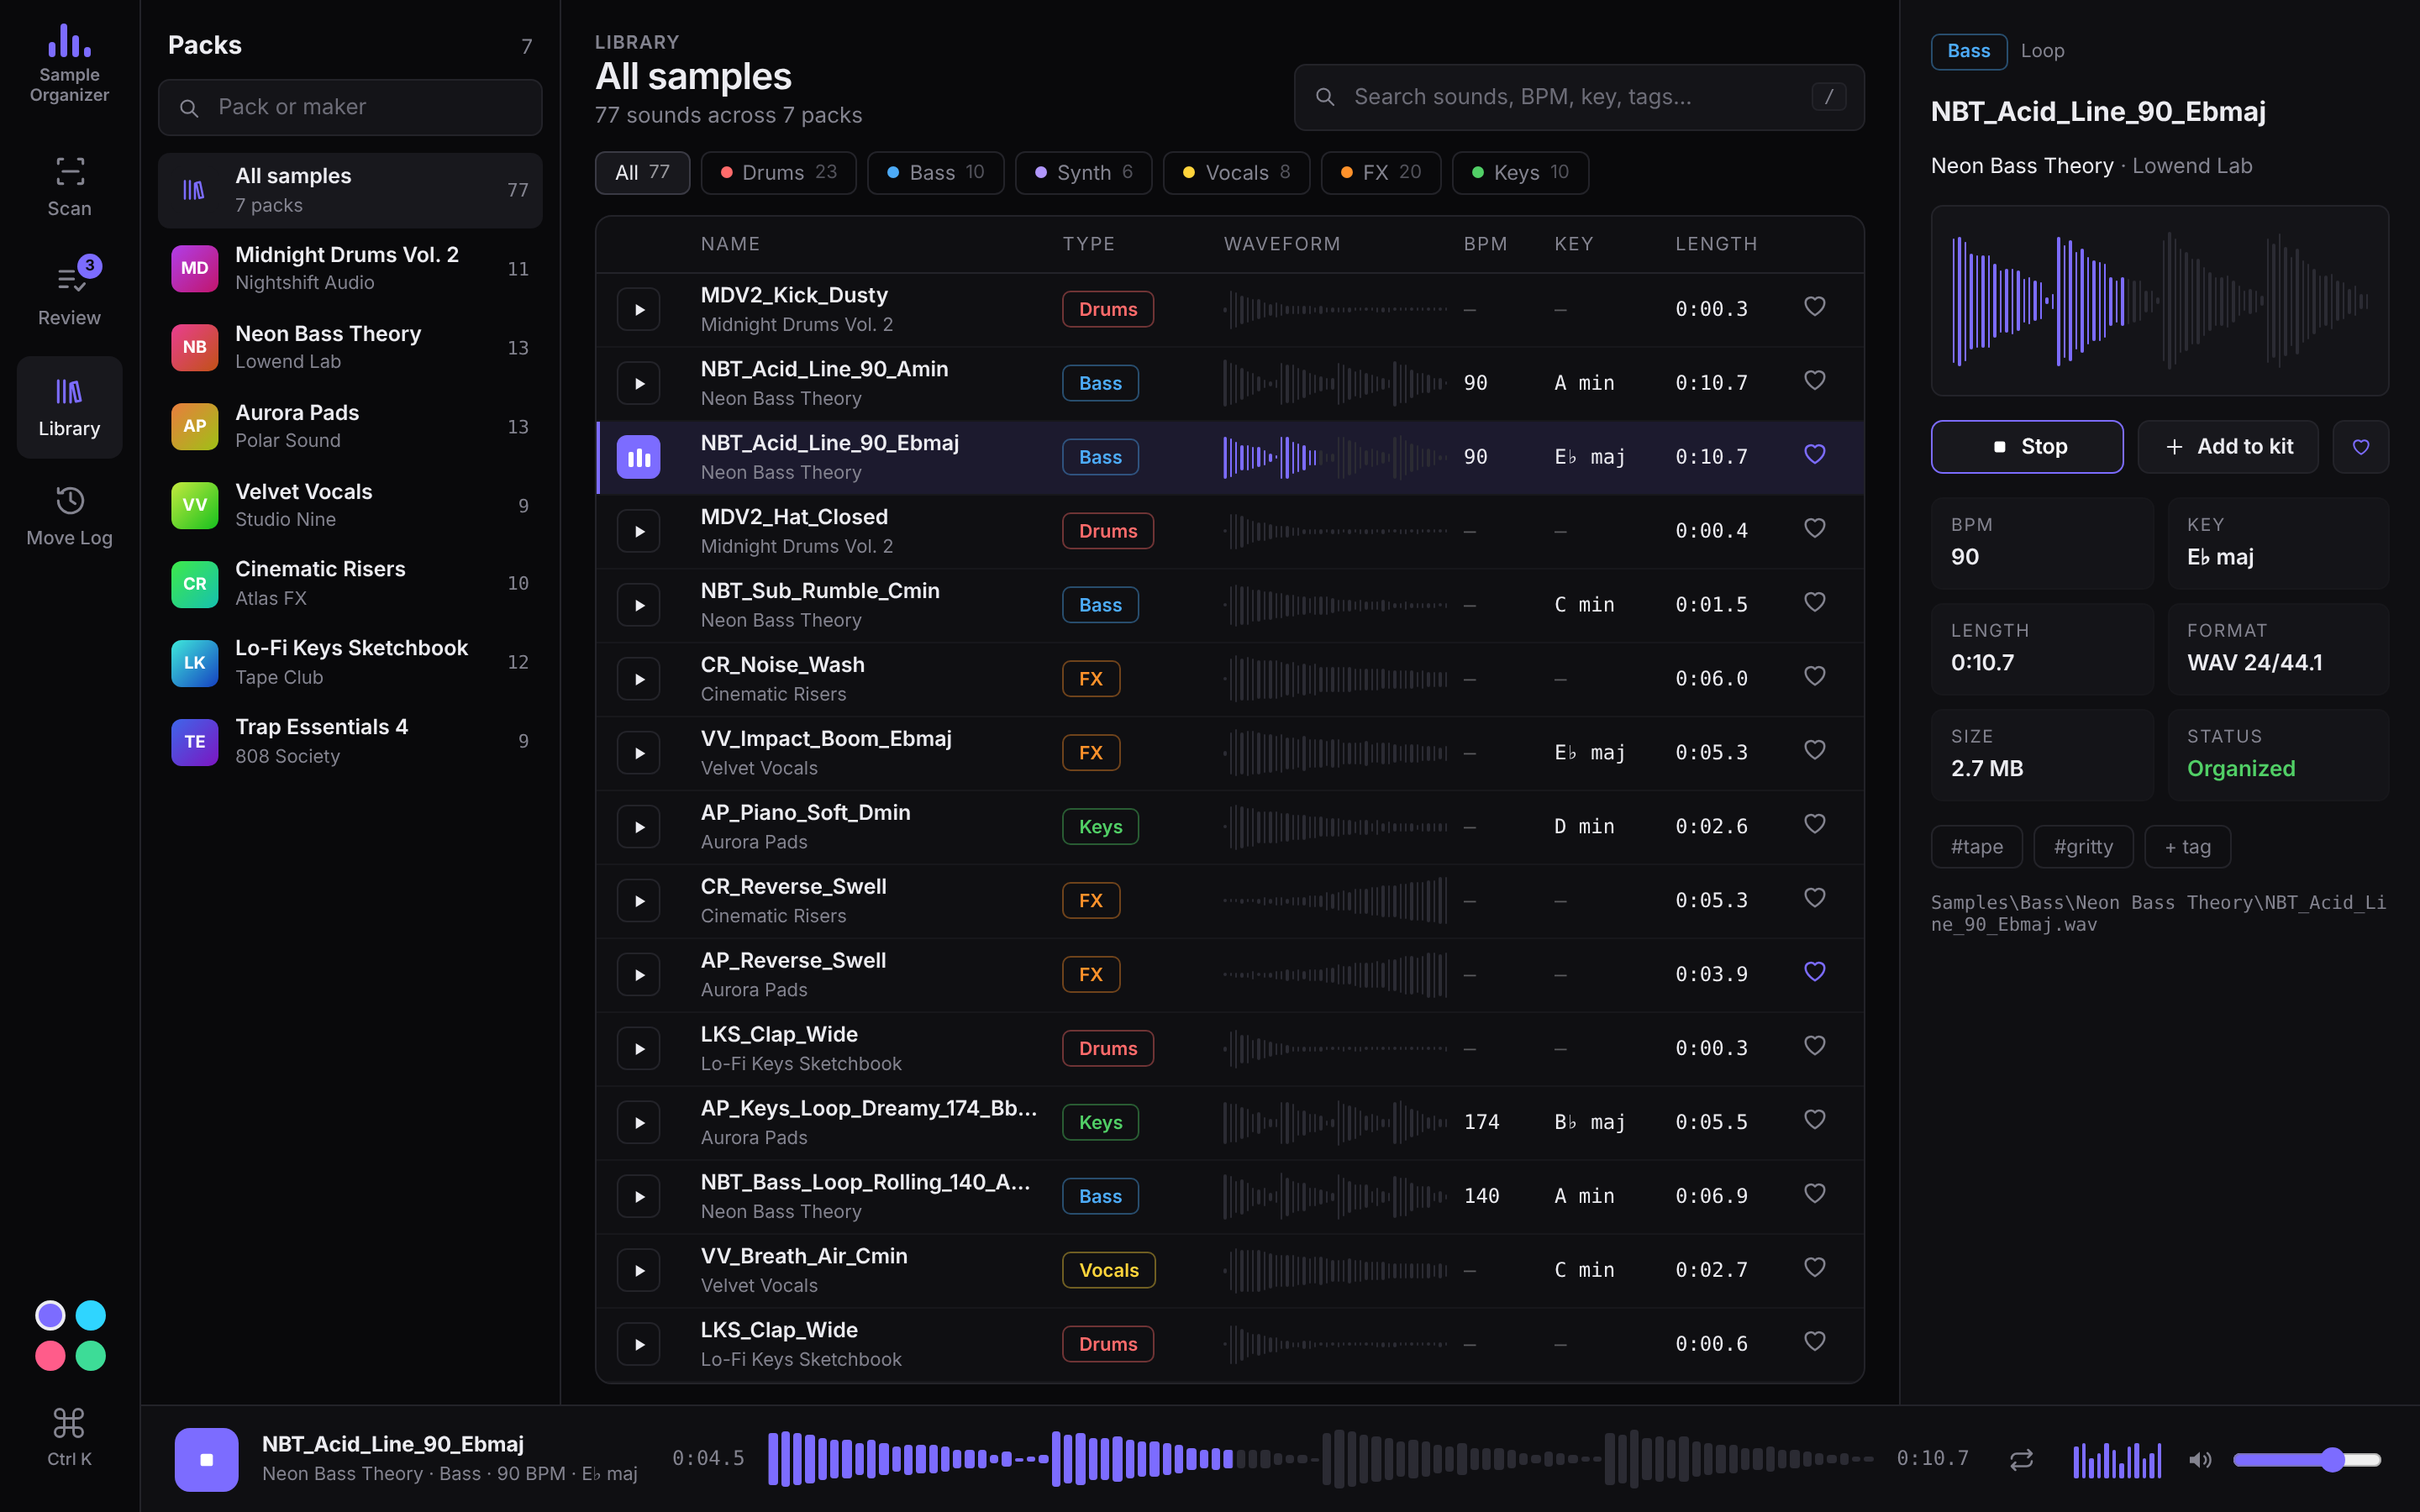 Sample
Organizer
Scan
3
Review
Library
Move Log
Ctrl K
Packs 7
Pack or maker
All samples
7 packs
77
MD Midnight Drums Vol. 2
Nightshift Audio
11
NB Neon Bass Theory
Lowend Lab
13
AP Aurora Pads
Polar Sound
13
VV Velvet Vocals
Studio Nine
9
CR Cinematic Risers
Atlas FX
10
LK Lo-Fi Keys Sketchbook
Tape Club
12
TE Trap Essentials 4
808 Society
9
LIBRARY
All samples
77 sounds across 7 packs
Search sounds, BPM, key, tags... /
All 77 Drums 23 Bass 10 Synth 6 Vocals 8 FX 20 Keys 10
NAME TYPE WAVEFORM BPM KEY LENGTH
MDV2_Kick_Dusty Drums – – 0:00.3
Midnight Drums Vol. 2
NBT_Acid_Line_90_Amin Bass 90 A min 0:10.7
Neon Bass Theory
NBT_Acid_Line_90_Ebmaj Bass 90 E♭ maj 0:10.7
Neon Bass Theory
MDV2_Hat_Closed Drums – – 0:00.4
Midnight Drums Vol. 2
NBT_Sub_Rumble_Cmin Bass – C min 0:01.5
Neon Bass Theory
CR_Noise_Wash FX – – 0:06.0
Cinematic Risers
VV_Impact_Boom_Ebmaj FX – E♭ maj 0:05.3
Velvet Vocals
AP_Piano_Soft_Dmin Keys – D min 0:02.6
Aurora Pads
CR_Reverse_Swell FX – – 0:05.3
Cinematic Risers
AP_Reverse_Swell FX – – 0:03.9
Aurora Pads
LKS_Clap_Wide Drums – – 0:00.3
Lo-Fi Keys Sketchbook
AP_Keys_Loop_Dreamy_174_Bb... Keys 174 B♭ maj 0:05.5
Aurora Pads
NBT_Bass_Loop_Rolling_140_A... Bass 140 A min 0:06.9
Neon Bass Theory
VV_Breath_Air_Cmin Vocals – C min 0:02.7
Velvet Vocals
LKS_Clap_Wide Drums – – 0:00.6
Lo-Fi Keys Sketchbook
Bass Loop
NBT_Acid_Line_90_Ebmaj
Neon Bass Theory · Lowend Lab
Stop + Add to kit
BPM KEY
90 E♭ maj
LENGTH FORMAT
0:10.7 WAV 24/44.1
SIZE STATUS
2.7 MB Organized
#tape #gritty + tag
Samples\Bass\Neon Bass Theory\NBT_Acid_Li
ne_90_Ebmaj.wav
NBT_Acid_Line_90_Ebmaj
Neon Bass Theory · Bass · 90 BPM · E♭ maj
0:04.5 0:10.7